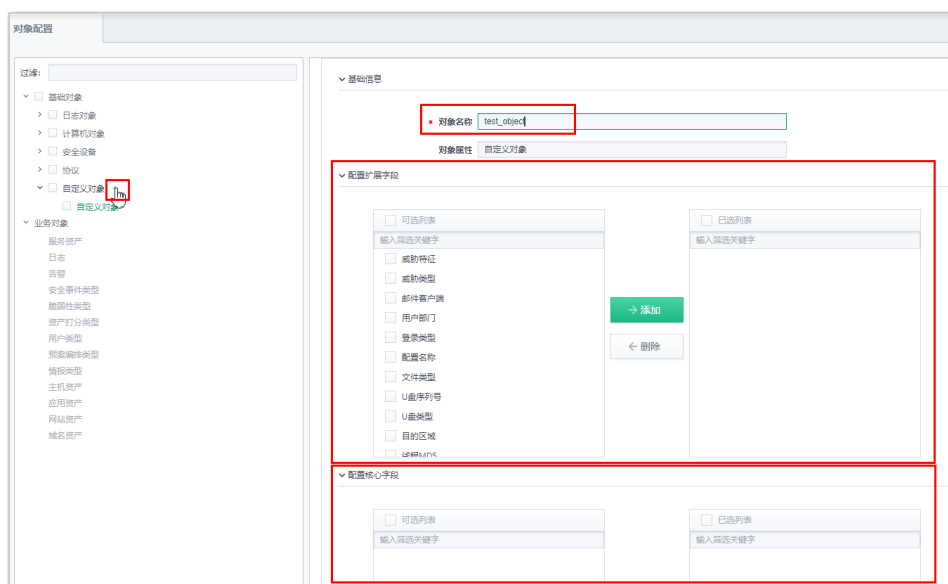 对象配置
过滤:
基础对象
日志对象
计算机对象
安全设备
协议
自定义对象
自定义对象
业务对象
服务资产
日志
告警
安全事件类型
脆弱性类型
资产打分类型
用户类型
预案编排类型
情报类型
主机资产
应用资产
网站资产
域名资产
基础信息
* 对象名称 test_object
对象属性 自定义对象
配置扩展字段
可选列表
输入筛选关键字
威胁特征
威胁类型
邮件客户端
用户部门
登录类型
配置名称
文件类型
U盘序列号
U盘类型
目的区域
线程MD5
→ 添加
← 删除
已选列表
输入筛选关键字
配置核心字段
可选列表
输入筛选关键字
已选列表
输入筛选关键字